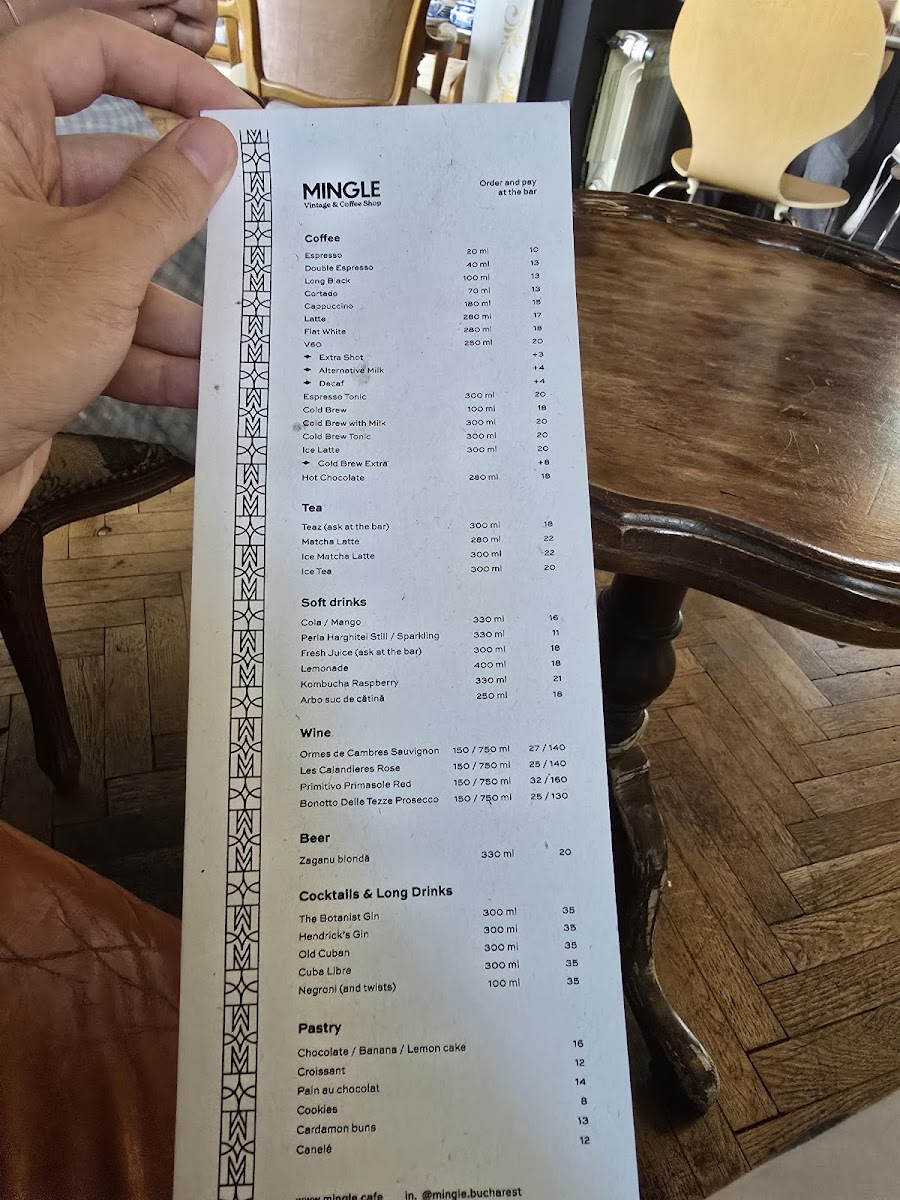 MINGLE
Vintage & Coffee Shop
Order and pay
at the bar
Coffee
Espresso 20 ml 10
Double Espresso 40 ml 13
Long Black 100 ml 13
Cortado 70 ml 13
Cappuccino 180 ml 15
Latte 280 ml 17
Flat White 280 ml 18
V60 250 ml 20
Extra Shot +3
Alternative Milk +4
Decaf +4
Espresso Tonic 300 ml 20
Cold Brew 100 ml 18
Cold Brew with Milk 300 ml 20
Cold Brew Tonic 300 ml 20
Ice Latte 300 ml 20
Cold Brew Extra +8
Hot Chocolate 280 ml 18
Tea
Teaz (ask at the bar) 300 ml 18
Matcha Latte 280 ml 22
Ice Matcha Latte 300 ml 22
Ice Tea 300 ml 20
Soft drinks
Cola / Mango 330 ml 16
Perla Harghitei Still / Sparkling 330 ml 11
Fresh Juice (ask at the bar) 300 ml 18
Lemonade 400 ml 18
Kombucha Raspberry 330 ml 21
Arbo suc de cătină 250 ml 18
Wine
Ormes de Cambres Sauvignon 150 / 750 ml 27 / 140
Les Calandieres Rose 150 / 750 ml 25 / 140
Primitivo Primasole Red 150 / 750 ml 32 / 160
Bonotto Delle Tezze Prosecco 150 / 750 ml 25 / 130
Beer
Zaganu blondă 330 ml 20
Cocktails & Long Drinks
The Botanist Gin 300 ml 35
Hendrick's Gin 300 ml 35
Old Cuban 300 ml 35
Cuba Libre 300 ml 35
Negroni (and twists) 100 ml 35
Pastry
Chocolate / Banana / Lemon cake 16
Croissant 12
Pain au chocolat 14
Cookies 8
Cardamon buns 13
Canelé 12
www.mingle.cafe in. @mingle.bucharest